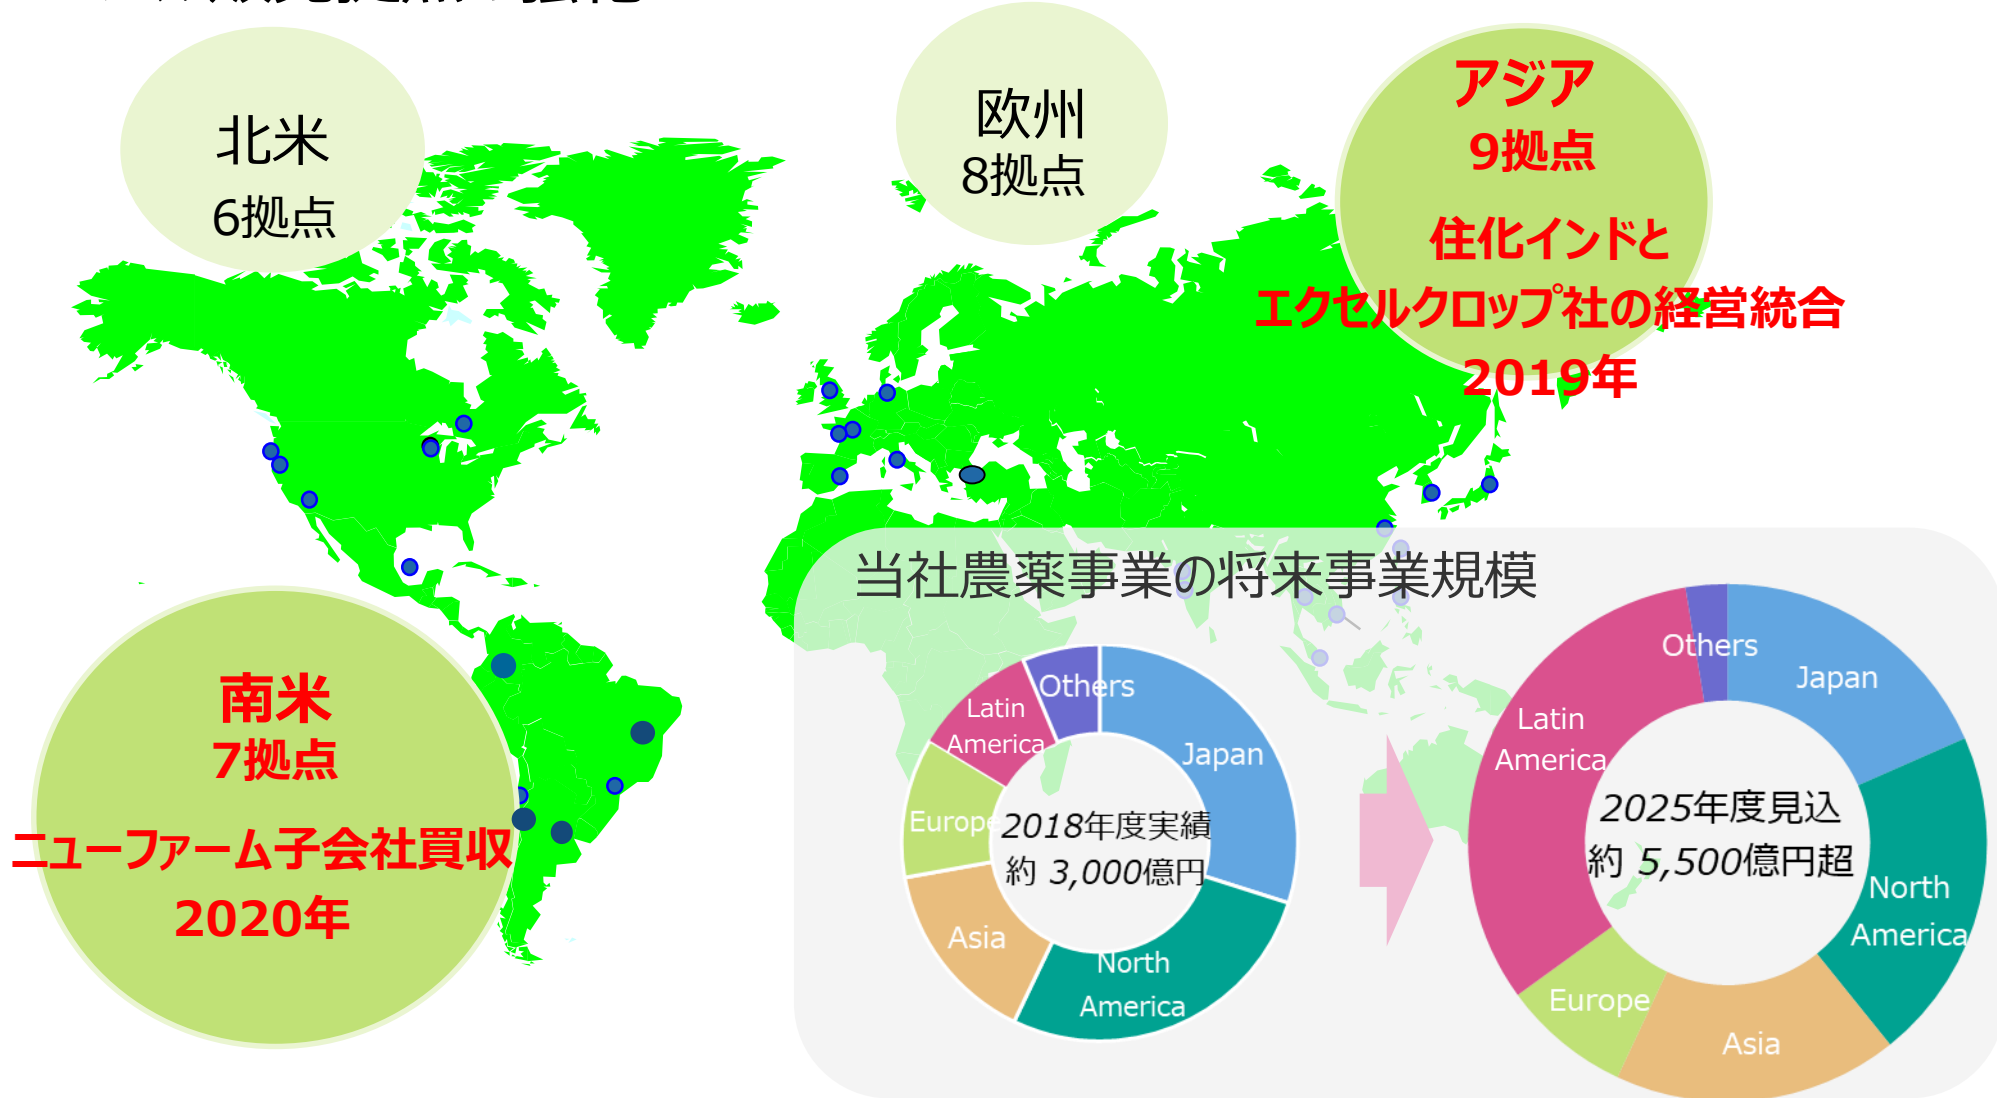 北米
6拠点
欧州
8拠点
アジア
9拠点
住化インドと
エクセルクロップ社の経営統合
2019年
南米
7拠点
ニューファーム子会社買収
2020年
当社農薬事業の将来事業規模
Others
Japan
Latin
America
Europe
Asia
North
America
2018年度実績
約 3,000億円
Others
Japan
Latin
America
North
America
Europe
Asia
2025年度見込
約 5,500億円超